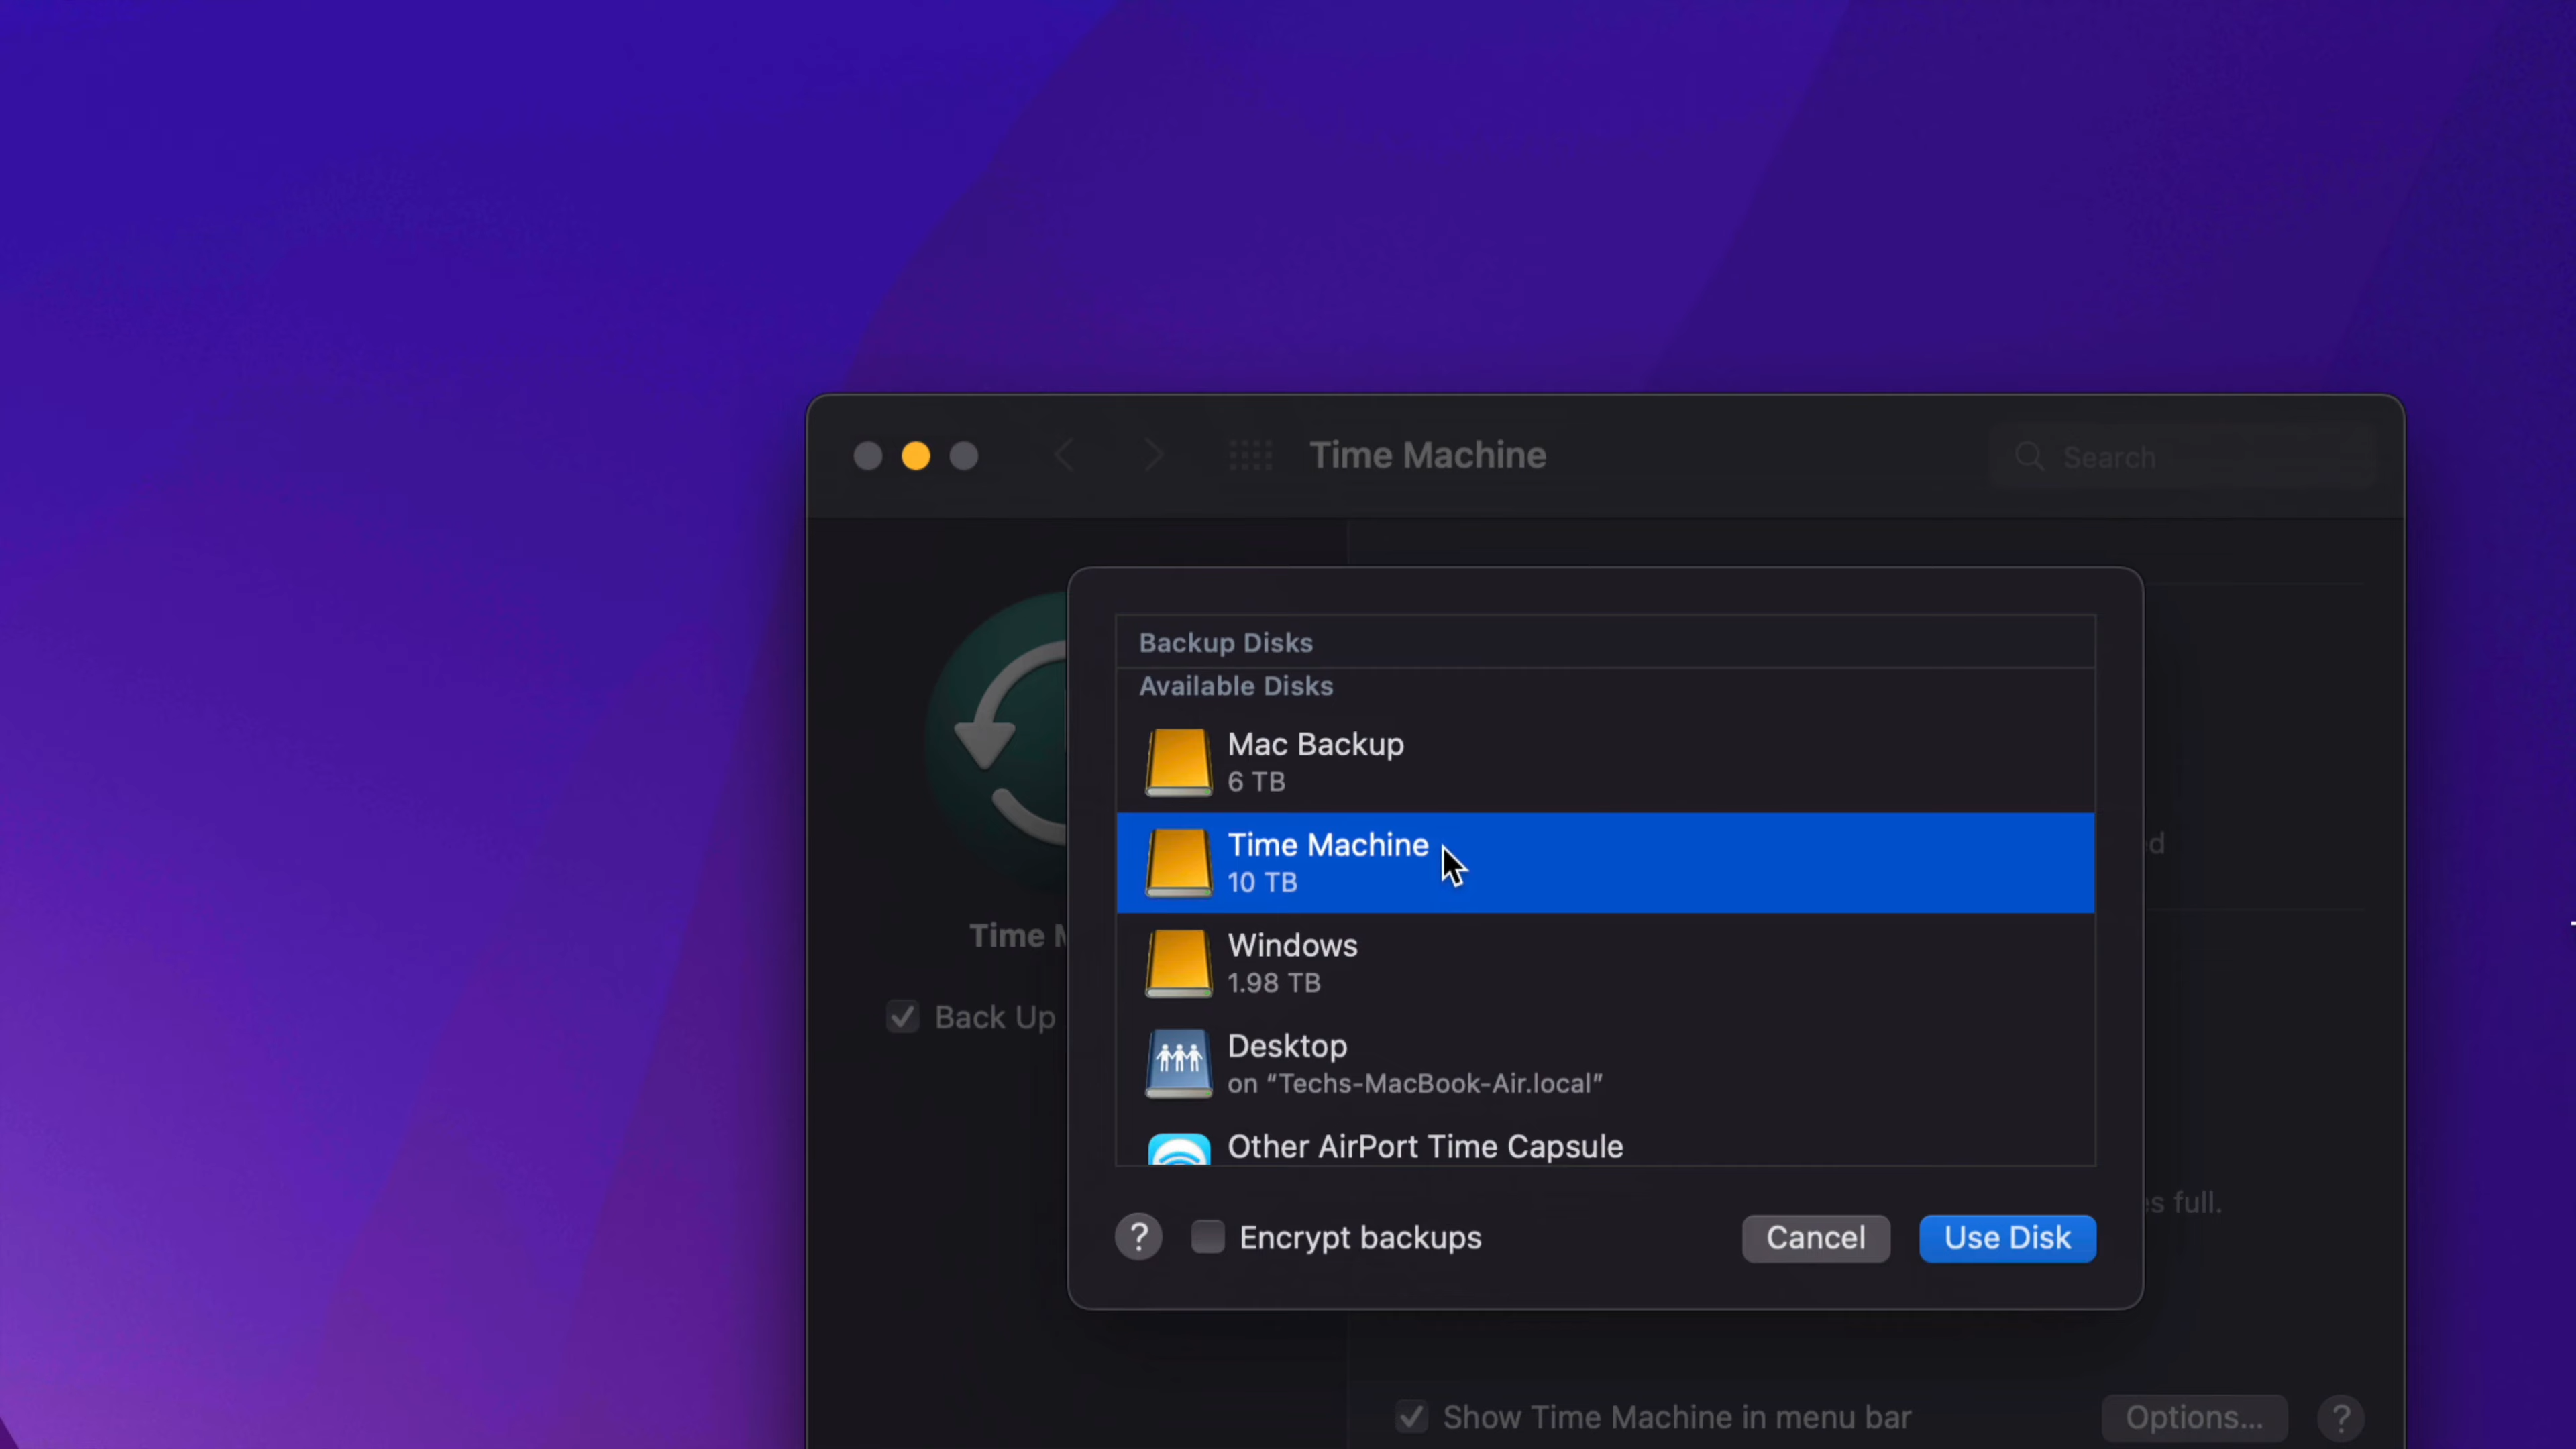 Time Machine
Search
Backup Disks
Available Disks
Mac Backup
6 TB
Time Machine
10 TB
Windows
1.98 TB
Desktop
on “Techs-MacBook-Air.local”
Other AirPort Time Capsule
Time
Back Up
full.
? Encrypt backups
Cancel
Use Disk
Show Time Machine in menu bar
Options...
?